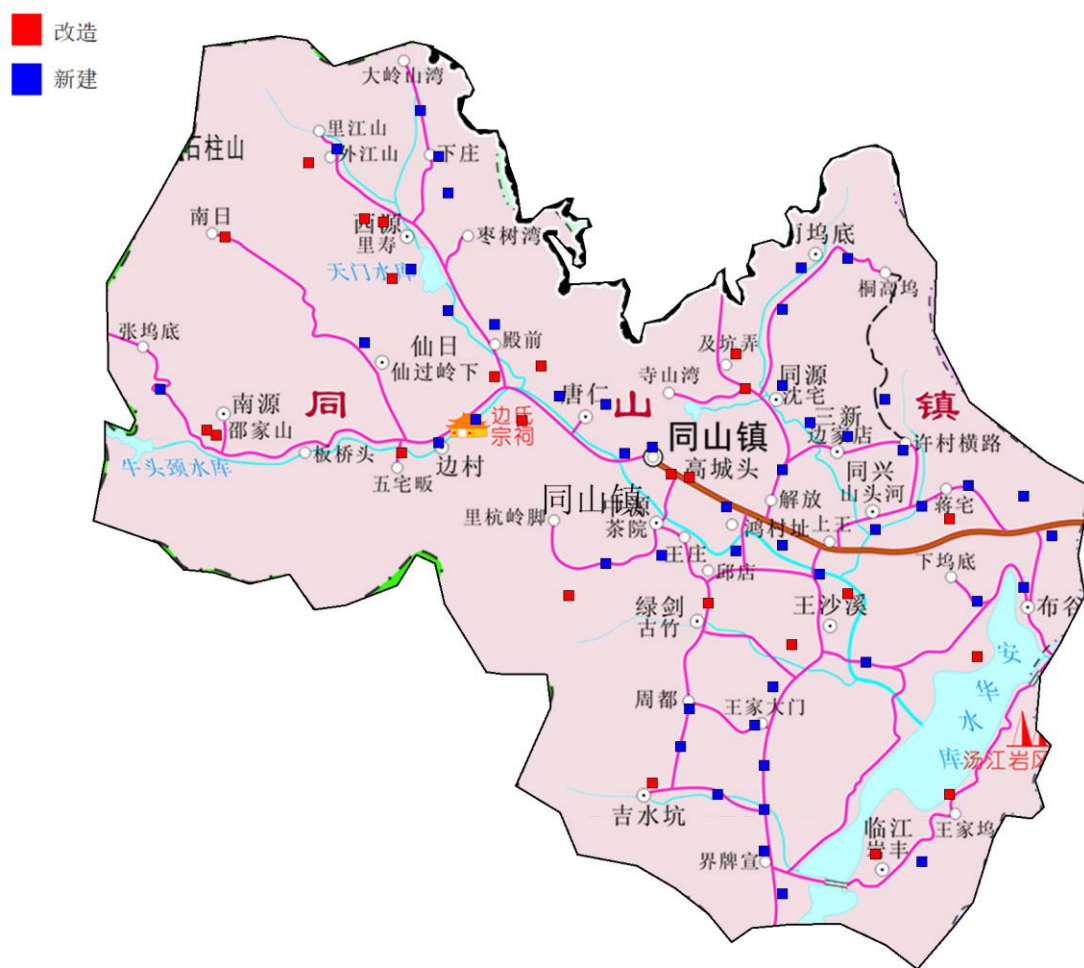 改造
新建
大岭山湾
里江山
外江山
下庄
石柱山
南日
西源
里寿
枣树湾
天门水库
坞底
桐高坞
张坞底
仙日
仙过岭下
殿前
及坑弄
寺山湾
同源
沈宅
唐仁
同
山
镇
南源
邵家山
边氏
宗祠
三新
边家店
许村横路
牛头颈水库
板桥头
边村
五宅畈
同山镇
高城头
同兴
山头河
解放
蒋宅
同山镇
里杭岭脚
茶院
鸿村址
上王
王庄
邱店
下坞底
绿剑
古竹
王沙溪
布谷
安华水库
周都
王家大门
汤江岩风
吉水坑
临江
岩丰
王家坞
界牌宣